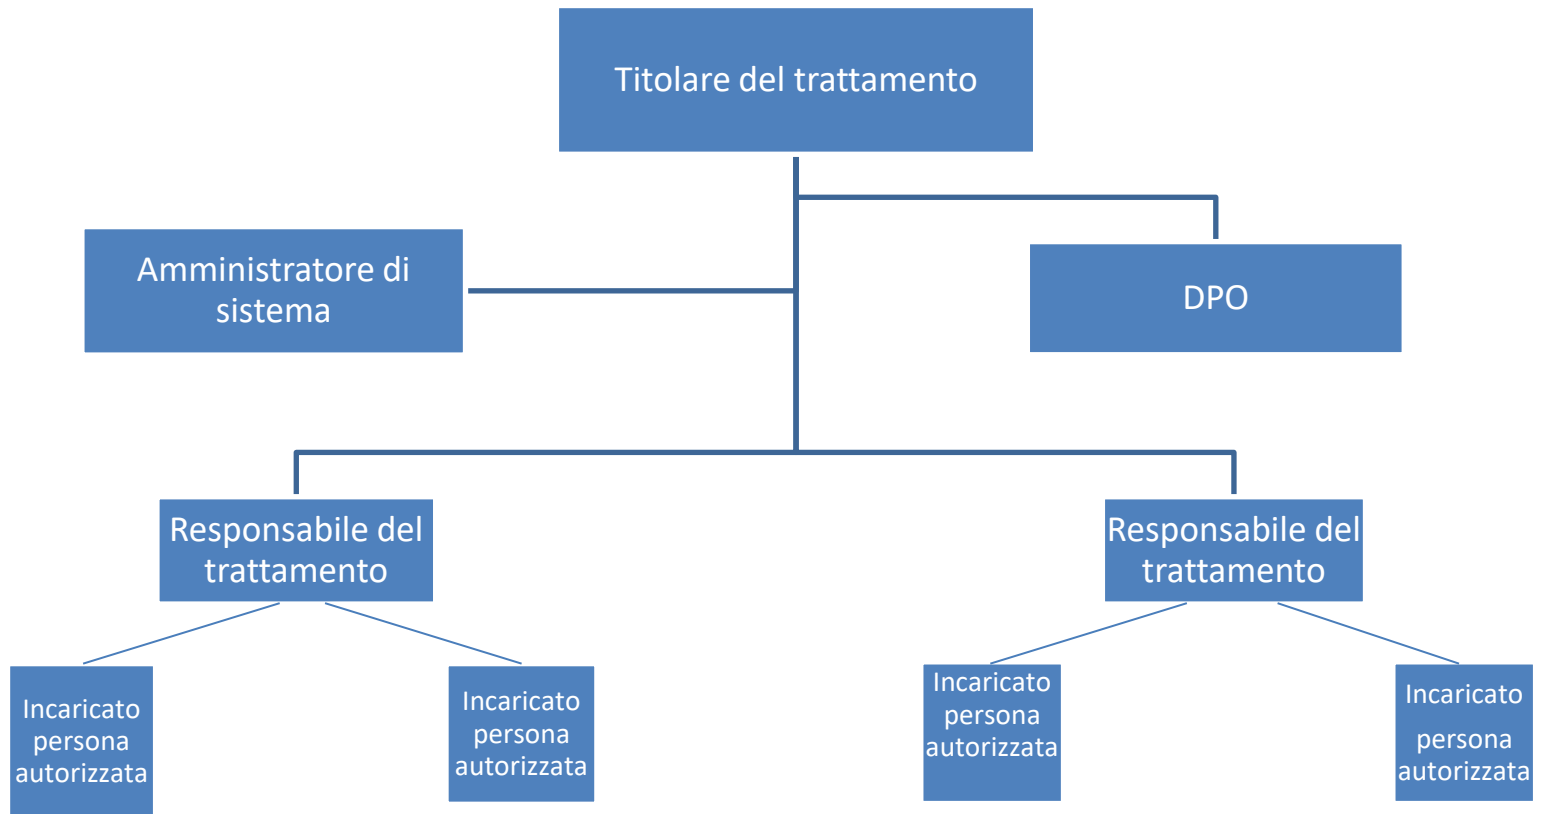 Titolare del trattamento
Amministratore di
sistema
DPO
Responsabile del
trattamento
Responsabile del
trattamento
Incaricato
persona
autorizzata
Incaricato
persona
autorizzata
Incaricato
persona
autorizzata
Incaricato
persona
autorizzata